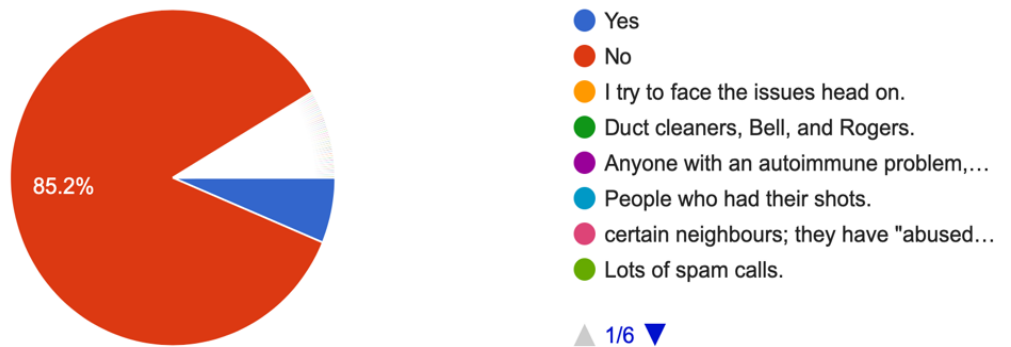 85.2%
Yes
No
I try to face the issues head on.
Duct cleaners, Bell, and Rogers.
Anyone with an autoimmune problem,…
People who had their shots.
certain neighbours; they have "abused…
Lots of spam calls.
1/6